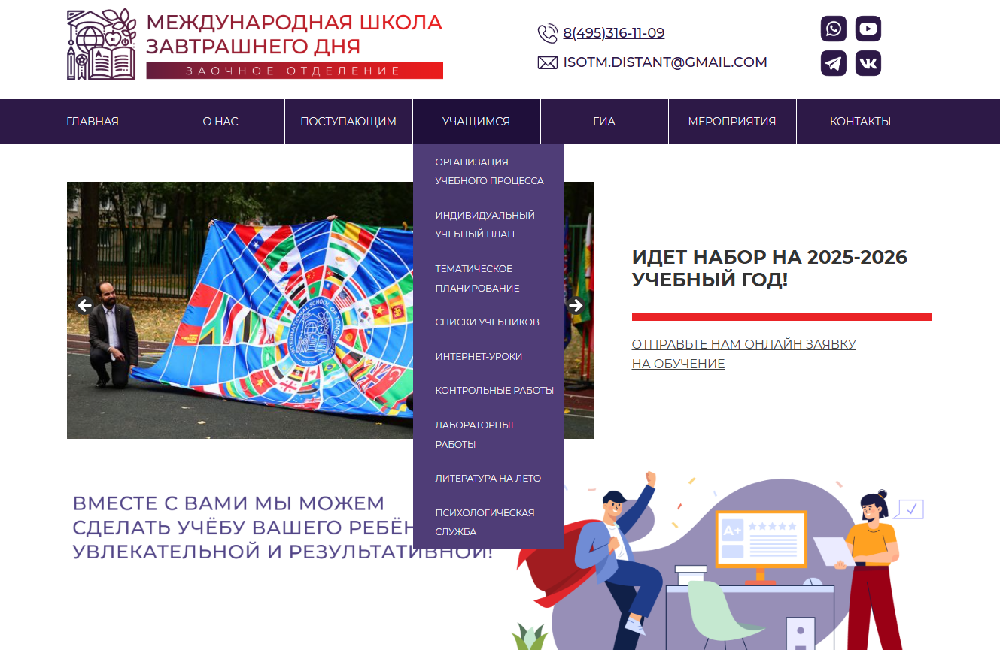 МЕЖДУНАРОДНАЯ ШКОЛА
ЗАВТРАШНЕГО ДНЯ
ЗАОЧНОЕ ОТДЕЛЕНИЕ
8(495)316-11-09
ISOTM.DISTANT@GMAIL.COM
ГЛАВНАЯ
О НАС
ПОСТУПАЮЩИМ
УЧАЩИМСЯ
ГИА
МЕРОПРИЯТИЯ
КОНТАКТЫ
ОРГАНИЗАЦИЯ
УЧЕБНОГО ПРОЦЕССА
ИНДИВИДУАЛЬНЫЙ
УЧЕБНЫЙ ПЛАН
ТЕМАТИЧЕСКОЕ
ПЛАНИРОВАНИЕ
СПИСКИ УЧЕБНИКОВ
ИНТЕРНЕТ-УРОКИ
КОНТРОЛЬНЫЕ РАБОТЫ
ЛАБОРАТОРНЫЕ
РАБОТЫ
ЛИТЕРАТУРА НА ЛЕТО
ПСИХОЛОГИЧЕСКАЯ
СЛУЖБА
INTERNATIONAL SCHOOL OF TOMORROW
MOSCOW
ИДЕТ НАБОР НА 2025-2026
УЧЕБНЫЙ ГОД!
ОТПРАВЬТЕ НАМ ОНЛАЙН ЗАЯВКУ
НА ОБУЧЕНИЕ
ВМЕСТЕ С ВАМИ МЫ МОЖЕМ
СДЕЛАТЬ УЧЁБУ ВАШЕГО
УВЛЕКАТЕЛЬНОЙ И РЕЗУЛЬТАТИВНОЙ!
A+